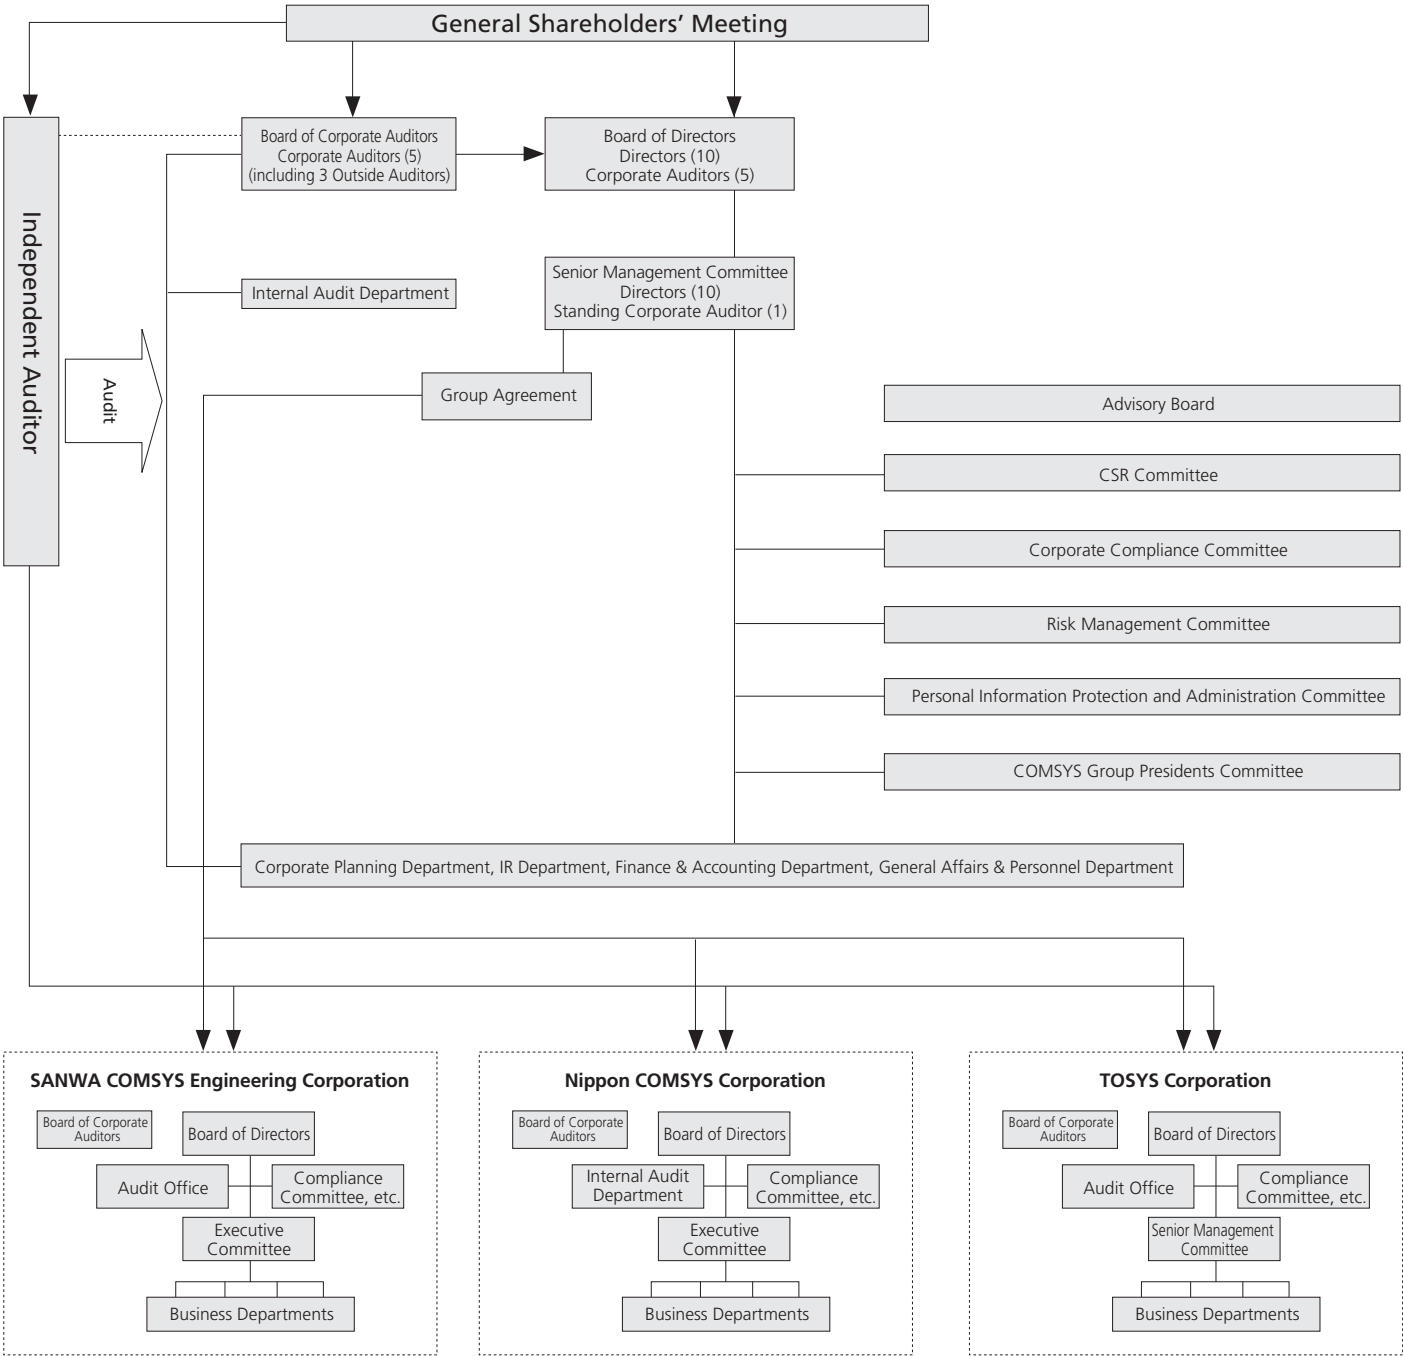 General Shareholders’ Meeting
Independent Auditor
Board of Corporate Auditors
Corporate Auditors (5)
(including 3 Outside Auditors)
Board of Directors
Directors (10)
Corporate Auditors (5)
Internal Audit Department
Senior Management Committee
Directors (10)
Standing Corporate Auditor (1)
Audit
Group Agreement
Advisory Board
CSR Committee
Corporate Compliance Committee
Risk Management Committee
Personal Information Protection and Administration Committee
COMSYS Group Presidents Committee
Corporate Planning Department, IR Department, Finance & Accounting Department, General Affairs & Personnel Department
SANWA COMSYS Engineering Corporation
Board of Corporate
Auditors
Board of Directors
Audit Office
Compliance
Committee, etc.
Executive
Committee
Business Departments
Nippon COMSYS Corporation
Board of Corporate
Auditors
Board of Directors
Internal Audit
Department
Compliance
Committee, etc.
Executive
Committee
Business Departments
TOSYS Corporation
Board of Corporate
Auditors
Board of Directors
Audit Office
Compliance
Committee, etc.
Senior Management
Committee
Business Departments